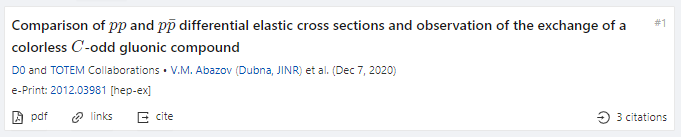 Comparison of pp and pp̄ differential elastic cross sections and observation of the exchange of a #1
colorless C-odd gluonic compound
D0 and TOTEM Collaborations • V.M. Abazov (Dubna, JINR) et al. (Dec 7, 2020)
e-Print: 2012.03981 [hep-ex]
pdf links cite 3 citations